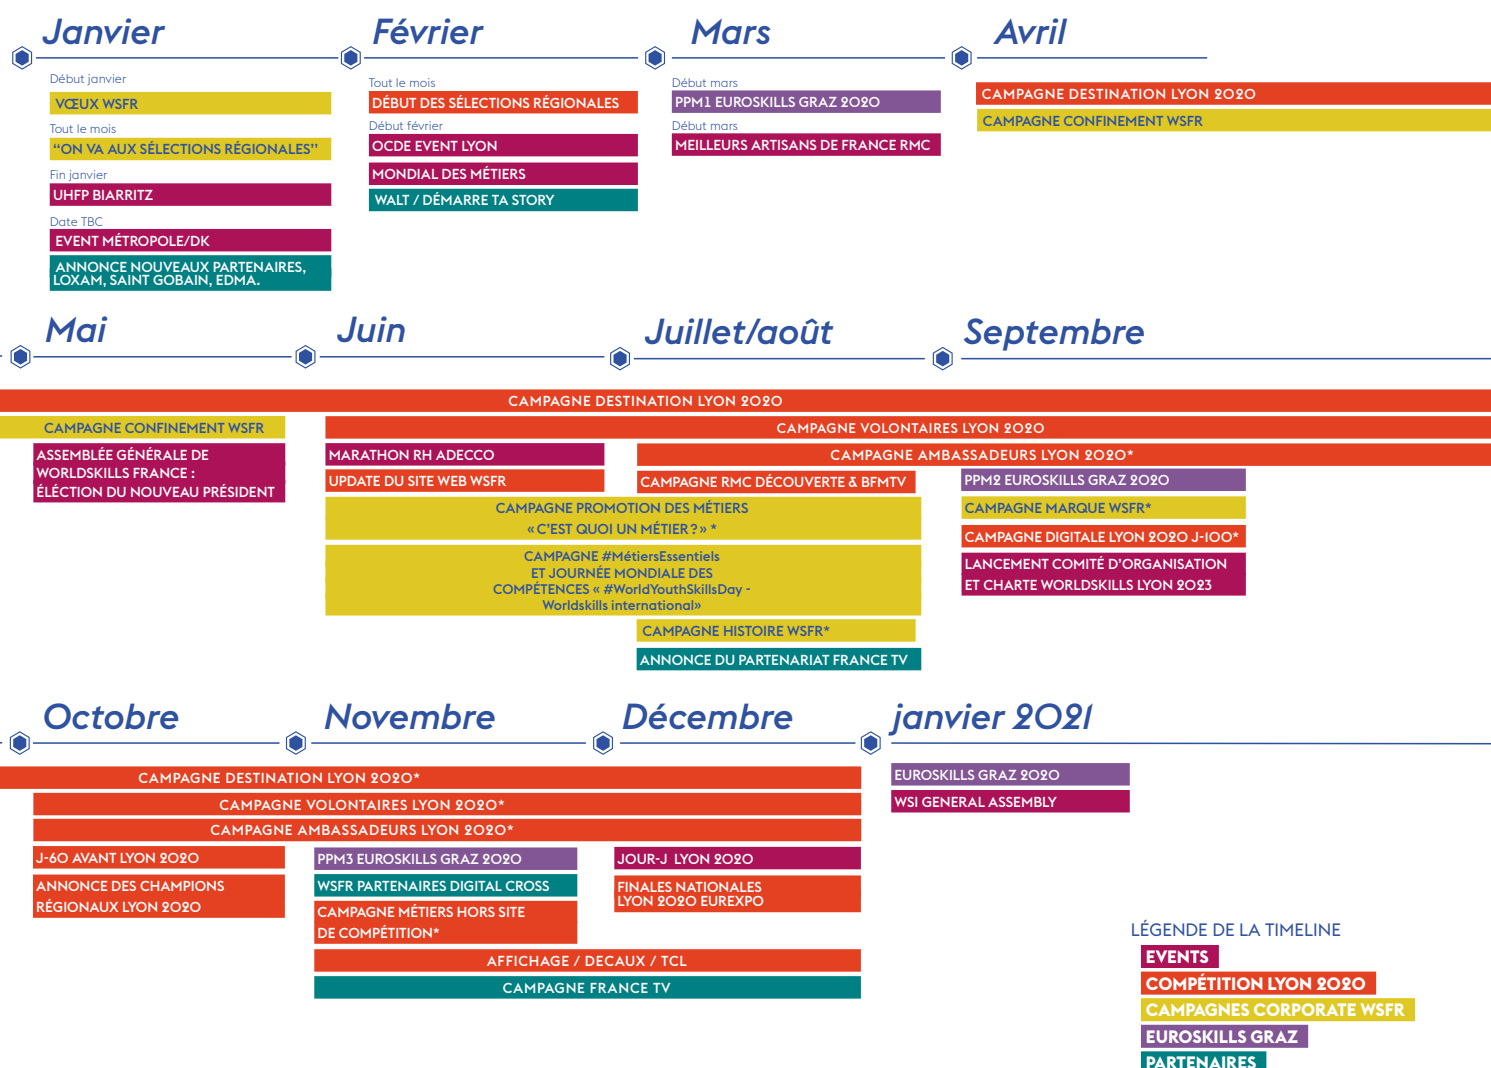 Janvier
Début janvier
VŒUX WSFR
Tout le mois
“ON VA AUX SÉLECTIONS RÉGIONALES”
Fin janvier
UHFP BIARRITZ
Date TBC
EVENT MÉTROPOLE/DK
ANNONCE NOUVEAUX PARTENAIRES,
LOXAM, SAINT GOBAIN, EDMA.
Février
Tout le mois
DÉBUT DES SÉLECTIONS RÉGIONALES
Début février
OCDE EVENT LYON
MONDIAL DES MÉTIERS
WALT / DÉMARRE TA STORY
Mars
Début mars
PPM1 EUROSKILLS GRAZ 2020
Début mars
MEILLEURS ARTISANS DE FRANCE RMC
Avril
CAMPAGNE DESTINATION LYON 2020
CAMPAGNE CONFINEMENT WSFR
Mai
Juin
Juillet/août
Septembre
CAMPAGNE DESTINATION LYON 2020
CAMPAGNE CONFINEMENT WSFR
CAMPAGNE VOLONTAIRES LYON 2020
ASSEMBLÉE GÉNÉRALE DE
WORLDSKILLS FRANCE :
ÉLÉCTION DU NOUVEAU PRÉSIDENT
MARATHON RH ADECCO
UPDATE DU SITE WEB WSFR
CAMPAGNE AMBASSADEURS LYON 2020*
CAMPAGNE RMC DÉCOUVERTE & BFMTV
CAMPAGNE PROMOTION DES MÉTIERS
« C’EST QUOI UN MÉTIER ? » *
CAMPAGNE #MétiersEssentiels
ET JOURNÉE MONDIALE DES
COMPÉTENCES « #WorldYouthSkillsDay -
Worldskills international»
CAMPAGNE HISTOIRE WSFR*
ANNONCE DU PARTENARIAT FRANCE TV
PPM2 EUROSKILLS GRAZ 2020
CAMPAGNE MARQUE WSFR*
CAMPAGNE DIGITALE LYON 2020 J-100*
LANCEMENT COMITÉ D’ORGANISATION
ET CHARTE WORLDSKILLS LYON 2023
Octobre
Novembre
Décembre
janvier 2021
CAMPAGNE DESTINATION LYON 2020*
CAMPAGNE VOLONTAIRES LYON 2020*
CAMPAGNE AMBASSADEURS LYON 2020*
J-60 AVANT LYON 2020
ANNONCE DES CHAMPIONS
RÉGIONAUX LYON 2020
PPM3 EUROSKILLS GRAZ 2020
WSFR PARTENAIRES DIGITAL CROSS
CAMPAGNE MÉTIERS HORS SITE
DE COMPÉTITION*
JOUR-J LYON 2020
FINALES NATIONALES
LYON 2020 EUREXPO
AFFICHAGE / DECAUX / TCL
CAMPAGNE FRANCE TV
EUROSKILLS GRAZ 2020
WSI GENERAL ASSEMBLY
LÉGENDE DE LA TIMELINE
EVENTS
COMPÉTITION LYON 2020
CAMPAGNES CORPORATE WSFR
EUROSKILLS GRAZ
PARTENAIRES